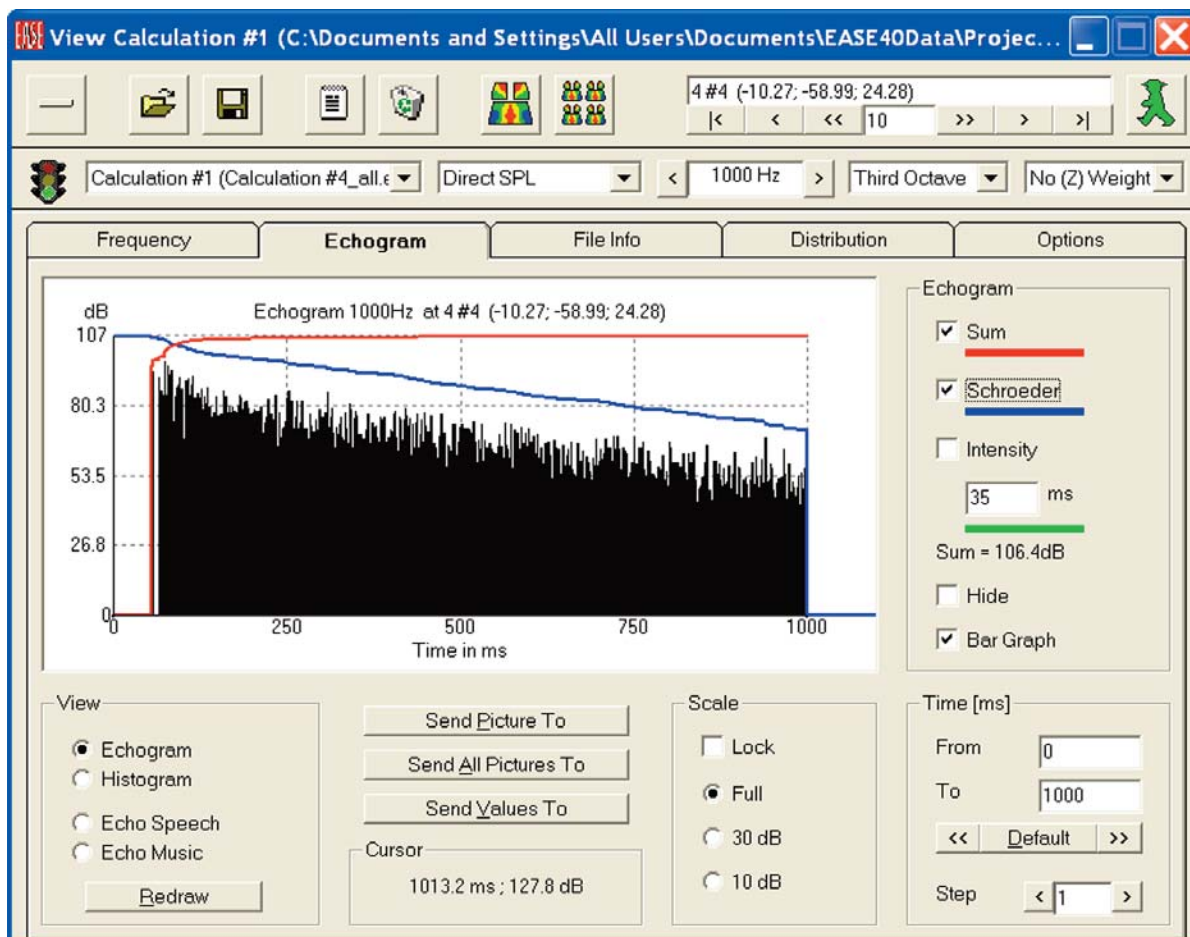 EASE View Calculation #1 (C:\Documents and Settings\All Users\Documents\EASE40Data\Projec...
4 #4 (-10.27; -58.99; 24.28)
|< < << 10 >> > >|
Calculation #1 (Calculation #4_all.e Direct SPL < 1000 Hz > Third Octave No (Z) Weight
Frequency Echogram File Info Distribution Options
dB
Echogram 1000Hz at 4 #4 (-10.27; -58.99; 24.28)
107
80.3
53.5
26.8
0
0 250 500 750 1000
Time in ms
Echogram
Sum
Schroeder
Intensity
35 ms
Sum = 106.4dB
Hide
Bar Graph
View
Echogram
Histogram
Echo Speech
Echo Music
Redraw
Send Picture To
Send All Pictures To
Send Values To
Cursor
1013.2 ms ; 127.8 dB
Scale
Lock
Full
30 dB
10 dB
Time [ms]
From 0
To 1000
<< Default >>
Step < 1 >